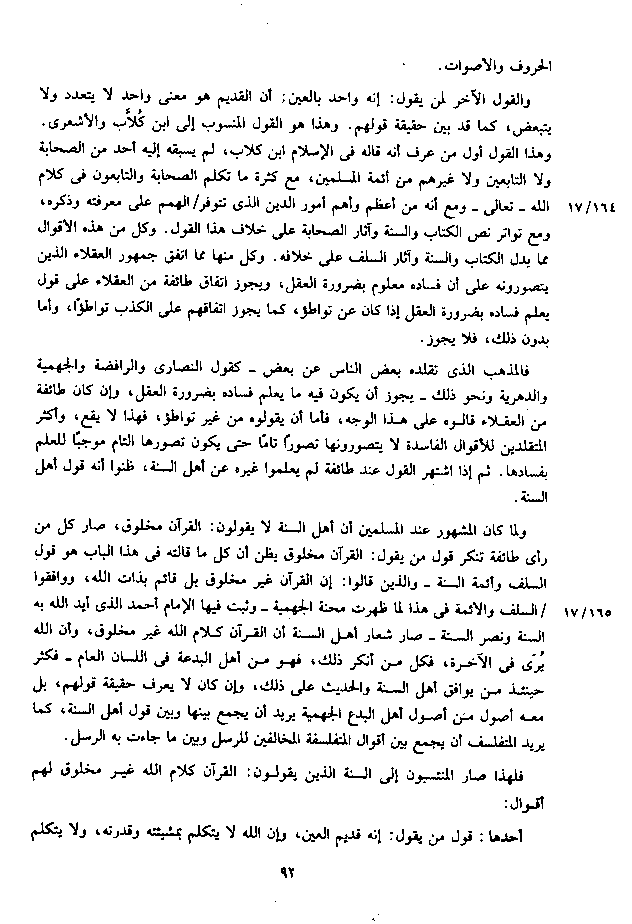 الحروف والأصوات.
والقول الآخر لمن يقول: إنه واحد بالعين؛ أن القديم هو معنى واحد لا يتعدد ولا
يتبعض، كما قد بين حقيقة قولهم. وهذا هو القول المنسوب إلى ابن كُلاَّب والأشعرى.
وهذا القول أول من عرف أنه قاله فى الإسلام ابن كلاب، لم يسبقه إليه أحد من الصحابة
ولا التابعين ولا غيرهم من أئمة المسلمين، مع كثرة ما تكلم الصحابة والتابعون فى كلام
١٧/١٦٤ الله ـ تعالى ـ ومع أنه من أعظم وأهم أمور الدين الذى تتوفر/ الهمم على معرفته وذكره،
ومع تواتر نص الكتاب والسنة وآثار الصحابة على خلاف هذا القول. وكل من هذه الأقوال
مما يدل الكتاب والسنة وآثار السلف على خلافه. وكل منها مما اتفق جمهور العقلاء الذين
يتصورونه على أن فساده معلوم بضرورة العقل، ويجوز اتفاق طائفة من العقلاء على قول
يعلم فساده بضرورة العقل إذا كان عن تواطؤ، كما يجوز اتفاقهم على الكذب تواطؤًا، وأما
بدون ذلك، فلا يجوز.
فالمذهب الذى تقلده بعض الناس عن بعض ـ كقول النصارى والرافضة والجهمية
والدهرية ونحو ذلك ـ يجوز أن يكون فيه ما يعلم فساده بضرورة العقل، وإن كان طائفة
من العقلاء قالوه على هذا الوجه، فأما أن يقولوه من غير تواطؤ، فهذا لا يقع، وأكثر
المتقلدين للأقوال الفاسدة لا يتصورونها تصورًا تامًا حتى يكون تصورها التام موجبًا للعلم
بفسادها. ثم إذا اشتهر القول عند طائفة لم يعلموا غيره عن أهل السنة، ظنوا أنه قول أهل
السنة.
ولما كان المشهور عند المسلمين أن أهل السنة لا يقولون: القرآن مخلوق، صار كل من
رأى طائفة تنكر قول من يقول: القرآن مخلوق يظن أن كل ما قالته فى هذا الباب هو قول
السلف وأئمة السنة ـ والذين قالوا: إن القرآن غير مخلوق بل قائم بذات الله، ووافقوا
١٧/١٦٥ /السلف والأئمة فى هذا لما ظهرت محنة الجهمية ـ وثبت فيها الإمام أحمد الذى أيد الله به
السنة ونصر السنة ـ صار شعار أهل السنة أن القرآن كلام الله غير مخلوق، وأن الله
يُرَى فى الآخرة، فكل من أنكر ذلك، فهو من أهل البدعة فى اللسان العام ـ فكثر
حينئذ من يوافق أهل السنة والحديث على ذلك، وإن كان لا يعرف حقيقة قولهم، بل
معه أصول من أصول أهل البدع الجهمية يريد أن يجمع بينها وبين قول أهل السنة، كما
يريد المتفلسف أن يجمع بين أقوال المتفلسفة المخالفين للرسل وبين ما جاءت به الرسل.
فلهذا صار المنتسبون إلى السنة الذين يقولون: القرآن كلام الله غير مخلوق لهم
أقوال:
أحدها: قول من يقول: إنه قديم العين، وإن الله لا يتكلم بمشيئته وقدرته، ولا يتكلم
٩٢